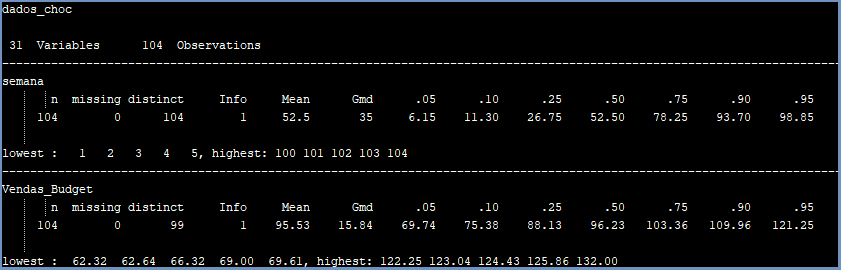 dados_choc
31 Variables 104 Observations
semana
n missing distinct Info Mean Gmd .05 .10 .25 .50 .75 .90 .95
104 0 104 1 52.5 35 6.15 11.30 26.75 52.50 78.25 93.70 98.85
lowest : 1 2 3 4 5, highest: 100 101 102 103 104
Vendas_Budget
n missing distinct Info Mean Gmd .05 .10 .25 .50 .75 .90 .95
104 0 99 1 95.53 15.84 69.74 75.38 88.13 96.23 103.36 109.96 121.25
lowest : 62.32 62.64 66.32 69.00 69.61, highest: 122.25 123.04 124.43 125.86 132.00